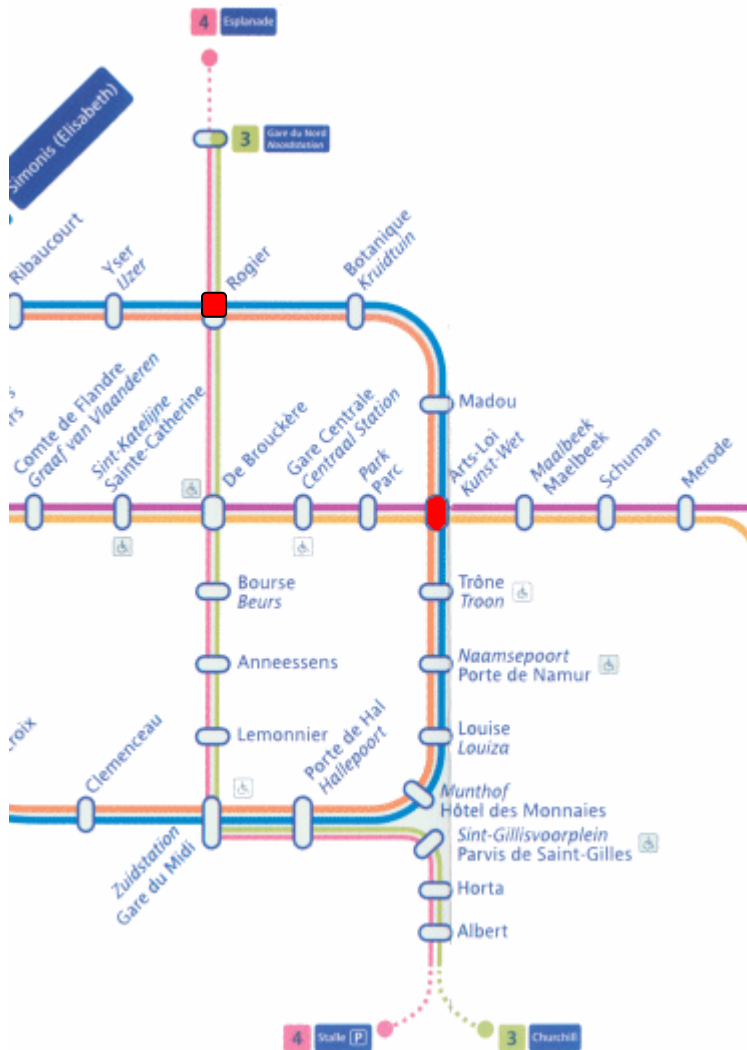 4 Esplanade
3 Gare du Nord
Noordstation
Simonis (Elisabeth)
Ribaucourt
Yser
IJzer
Rogier
Botanique
Kruidtuin
Madou
Comte de Flandre
Graaf van Vlaanderen
Sint-Katelijne
Sainte-Catherine
De Brouckère
Gare Centrale
Centraal Station
Park
Parc
Arts-Loi
Kunst-Wet
Maalbeek
Maelbeek
Schuman
Merode
Bourse
Beurs
Trône
Troon
Anneessens
Naamsepoort
Porte de Namur
Lemonnier
Louise
Louiza
Clemenceau
Porte de Hal
Hallepoort
Munthof
Hôtel des Monnaies
Zuidstation
Gare du Midi
Sint-Gillisvoorplein
Parvis de Saint-Gilles
Horta
Albert
4 Stalle P
3 Churchill